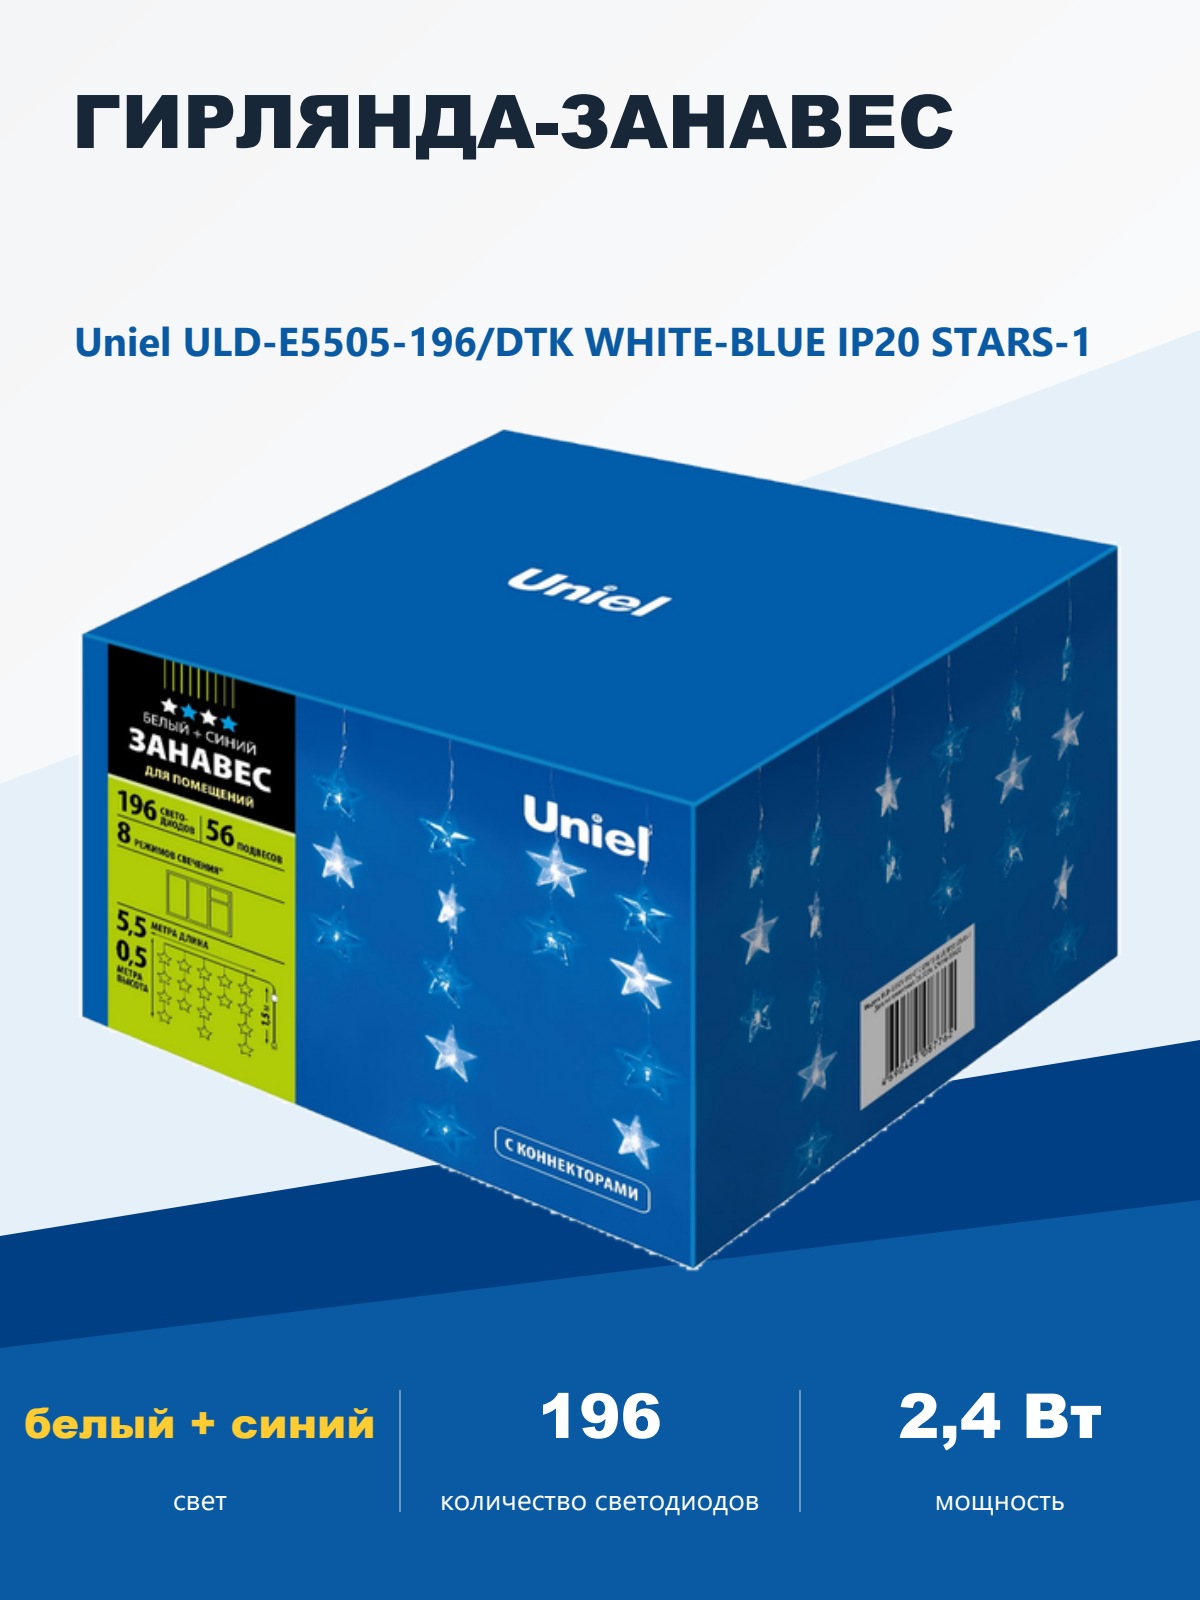 ГИРЛЯНДА-ЗАНАВЕС
Uniel ULD-E5505-196/DTK WHITE-BLUE IP20 STARS-1
Uniel
БЕЛЫЙ + СИНИЙ
ЗАНАВЕС
ДЛЯ ПОМЕЩЕНИЙ
196 СВЕТО-
ДИОДОВ
56 ПОДВЕСОВ
8 РЕЖИМОВ СВЕЧЕНИЯ*
5,5 МЕТРА ДЛИНА
0,5
МЕТРА
ВЫСОТА
1,5 м
Uniel
С КОННЕКТОРАМИ
белый + синий
свет
196
количество светодиодов
2,4 Вт
мощность